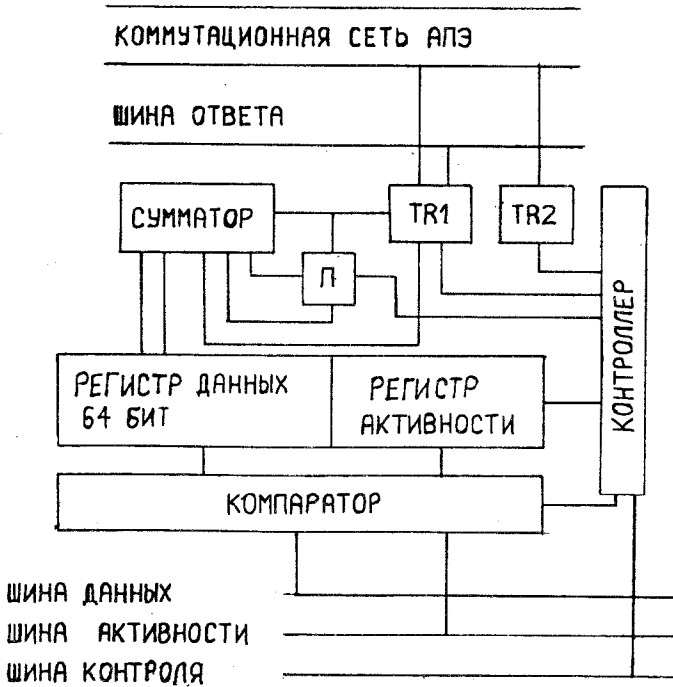 КОММУТАЦИОННАЯ СЕТЬ АПЭ
ШИНА ОТВЕТА
СУММАТОР
TR1
TR2
П
КОНТРОЛЛЕР
РЕГИСТР ДАННЫХ
64 БИТ
РЕГИСТР
АКТИВНОСТИ
КОМПАРАТОР
ШИНА ДАННЫХ
ШИНА АКТИВНОСТИ
ШИНА КОНТРОЛЯ